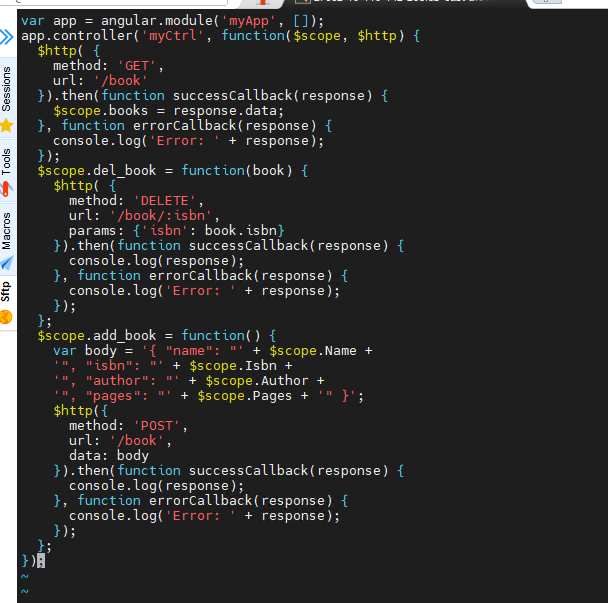 var app = angular.module('myApp', []);
app.controller('myCtrl', function($scope, $http) {
  $http( {
    method: 'GET',
    url: '/book'
  }).then(function successCallback(response) {
    $scope.books = response.data;
  }, function errorCallback(response) {
    console.log('Error: ' + response);
  });
  $scope.del_book = function(book) {
    $http( {
      method: 'DELETE',
      url: '/book/:isbn',
      params: {'isbn': book.isbn}
    }).then(function successCallback(response) {
      console.log(response);
    }, function errorCallback(response) {
      console.log('Error: ' + response);
    });
  };
  $scope.add_book = function() {
    var body = '{ "name": "' + $scope.Name +
    '", "isbn": "' + $scope.Isbn +
    '", "author": "' + $scope.Author +
    '", "pages": "' + $scope.Pages + '" }';
    $http({
      method: 'POST',
      url: '/book',
      data: body
    }).then(function successCallback(response) {
      console.log(response);
    }, function errorCallback(response) {
      console.log('Error: ' + response);
    });
  };
});
~
~
Sessions
Tools
Macros
Sftp